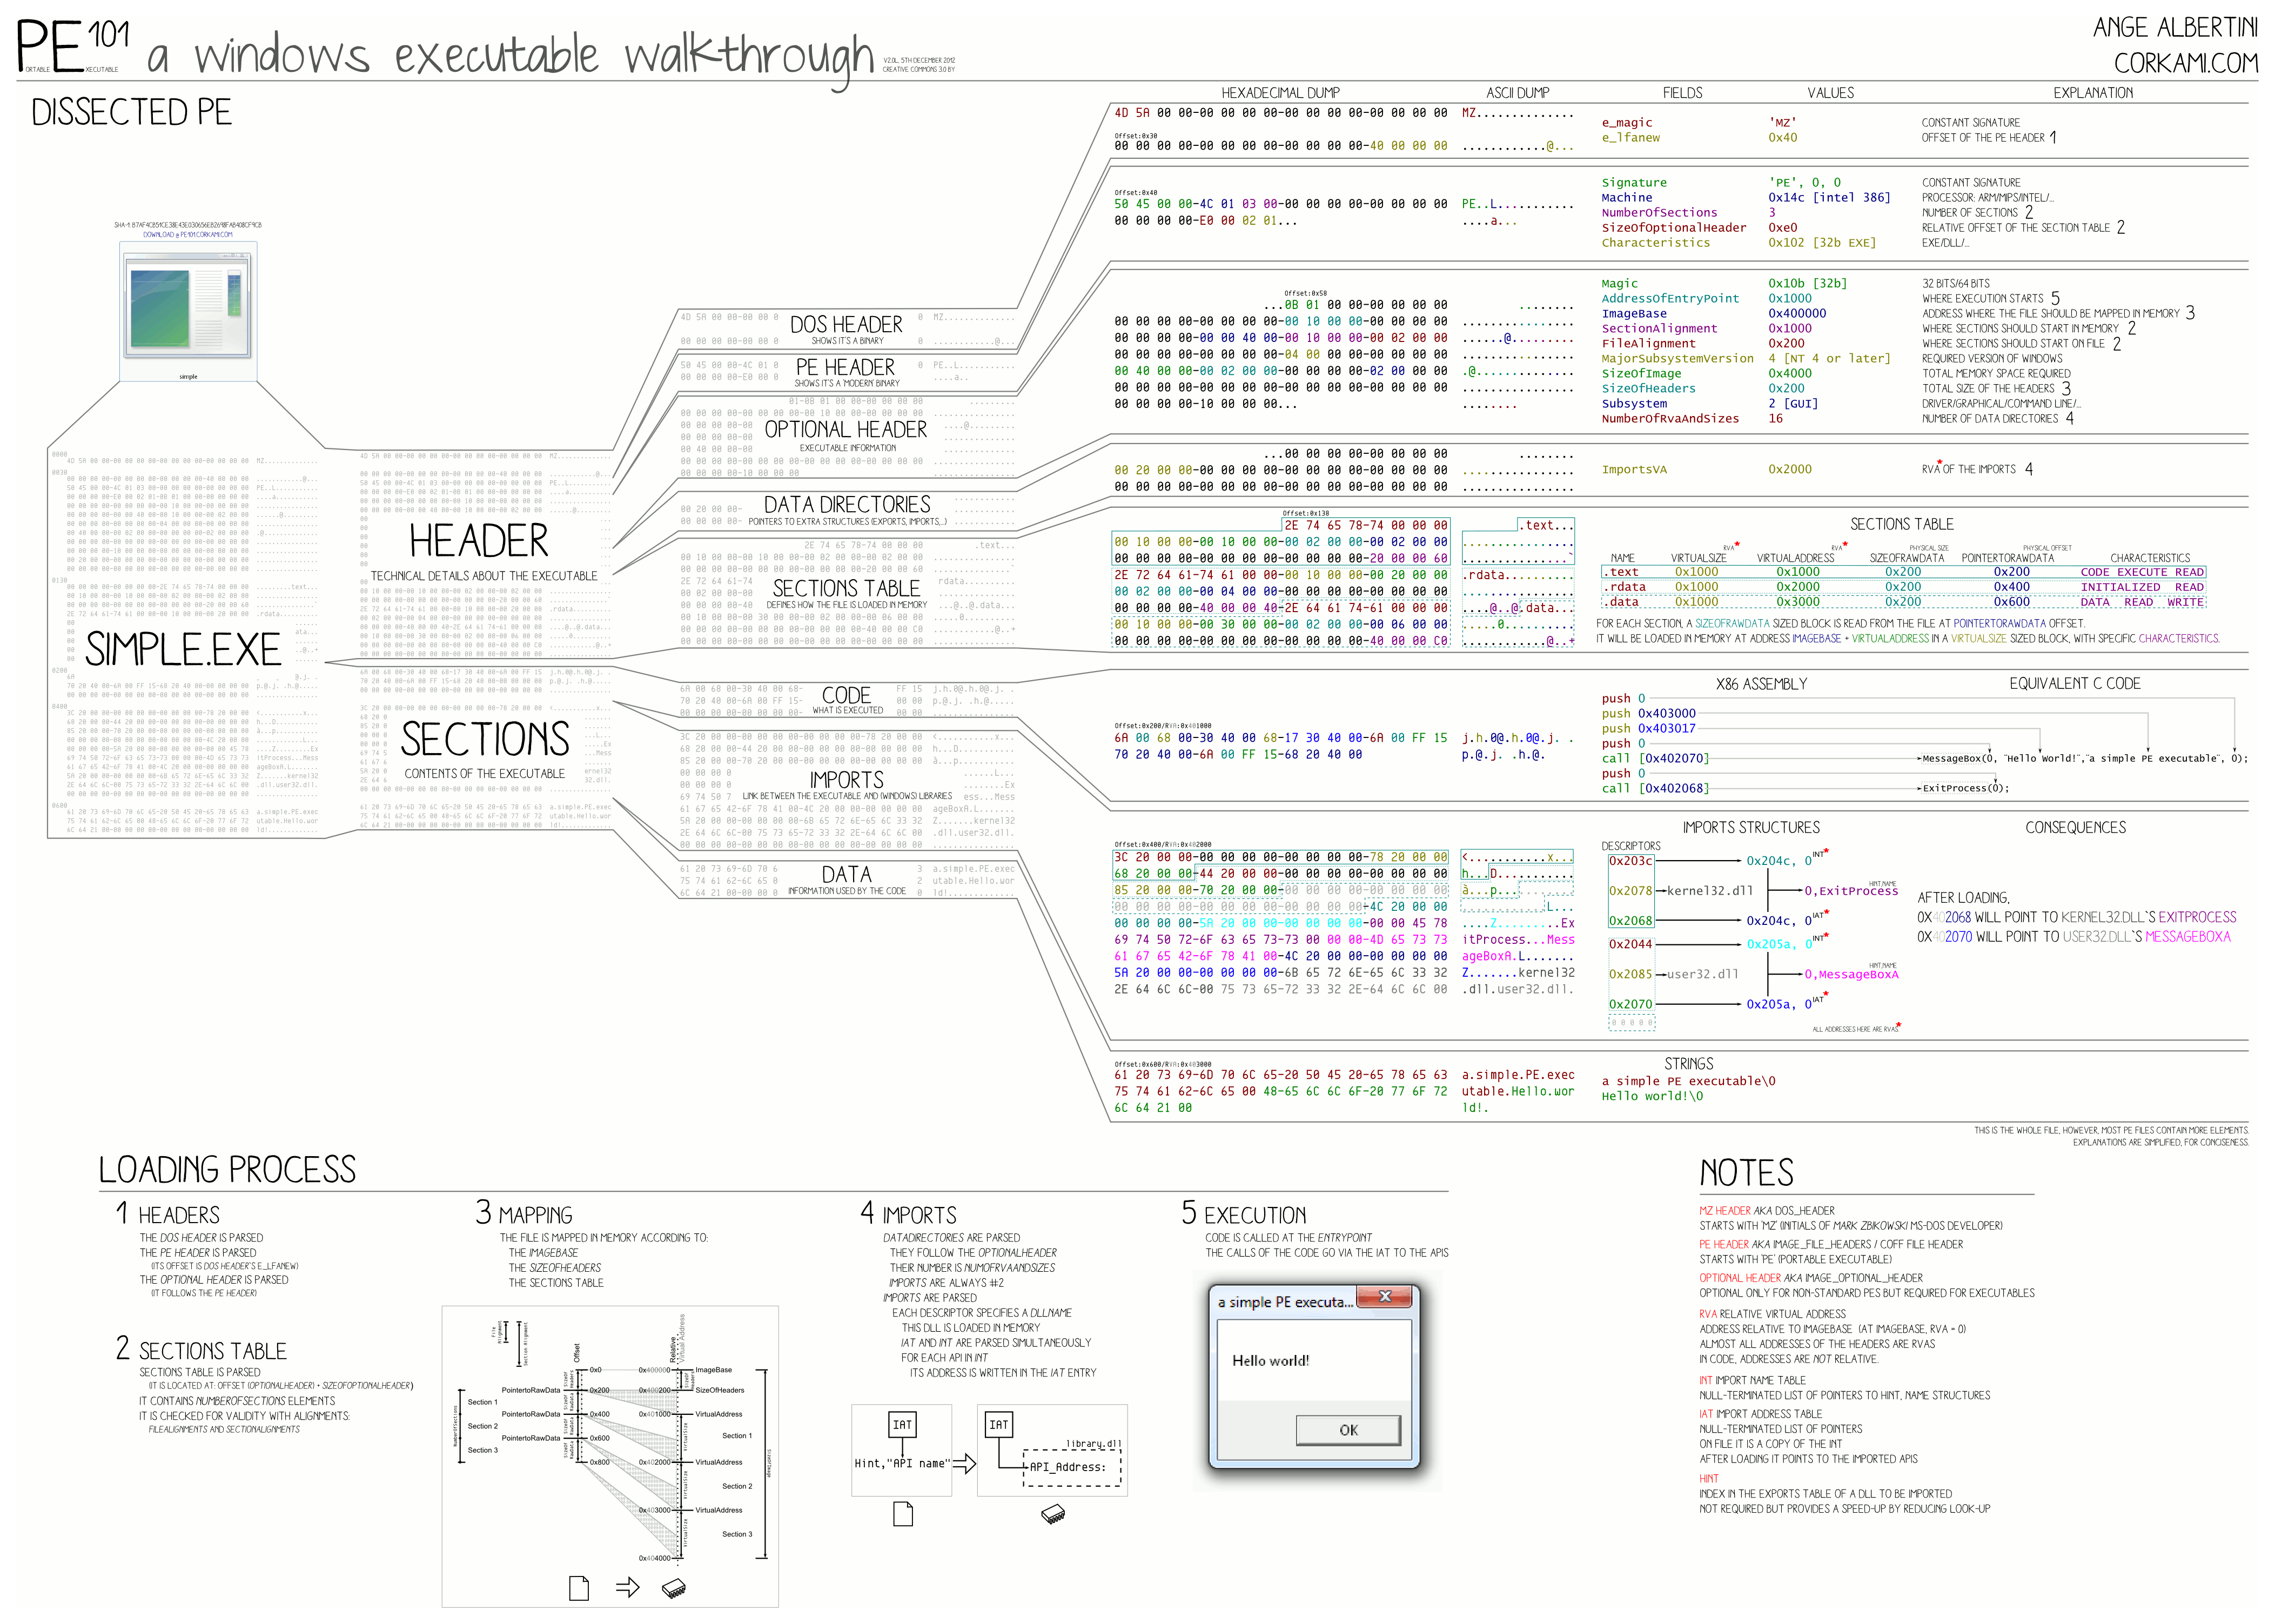 PE101 a windows executable walkthrough
PORTABLE EXECUTABLE
V2.0L, 5TH DECEMBER 2012
CREATIVE COMMONS 3.0 BY
ANGE ALBERTINI
CORKAMI.COM
DISSECTED PE
DOWNLOAD @ PE101.CORKAMI.COM
simple
SIMPLE.EXE
HEADER
TECHNICAL DETAILS ABOUT THE EXECUTABLE
SECTIONS
CONTENTS OF THE EXECUTABLE
DOS HEADER
SHOWS IT'S A BINARY
PE HEADER
SHOWS IT'S A 'MODERN' BINARY
OPTIONAL HEADER
EXECUTABLE INFORMATION
DATA DIRECTORIES
POINTERS TO EXTRA STRUCTURES (EXPORTS, IMPORTS,...)
SECTIONS TABLE
DEFINES HOW THE FILE IS LOADED IN MEMORY
CODE
WHAT IS EXECUTED
IMPORTS
LINK BETWEEN THE EXECUTABLE AND (WINDOWS) LIBRARIES
DATA
INFORMATION USED BY THE CODE
HEXADECIMAL DUMP ASCII DUMP FIELDS VALUES EXPLANATION
4D 5A 00 00-00 00 00 00-00 00 00 00-00 00 00 00 MZ..............
Offset:0x30
00 00 00 00-00 00 00 00-00 00 00 00-40 00 00 00 ............@...
e_magic 'MZ' CONSTANT SIGNATURE
e_lfanew 0x40 OFFSET OF THE PE HEADER 1
Offset:0x40
50 45 00 00-4C 01 03 00-00 00 00 00-00 00 00 00 PE..L...........
00 00 00 00-E0 00 02 01... ....a...
Signature 'PE', 0, 0 CONSTANT SIGNATURE
Machine 0x14c [intel 386] PROCESSOR: ARM/MIPS/INTEL/...
NumberOfSections 3 NUMBER OF SECTIONS 2
SizeOfOptionalHeader 0xe0 RELATIVE OFFSET OF THE SECTION TABLE 2
Characteristics 0x102 [32b EXE] EXE/DLL/...
Offset:0x58
...0B 01 00 00-00 00 00 00 ........
00 00 00 00-00 00 00 00-00 10 00 00-00 00 00 00 ................
00 00 00 00-00 00 40 00-00 10 00 00-00 02 00 00 ......@.........
00 00 00 00-00 00 00 00-04 00 00 00-00 00 00 00 ................
00 40 00 00-00 02 00 00-00 00 00 00-02 00 00 00 .@..............
00 00 00 00-00 00 00 00-00 00 00 00-00 00 00 00 ................
00 00 00 00-10 00 00 00... ........
Magic 0x10b [32b] 32 BITS/64 BITS
AddressOfEntryPoint 0x1000 WHERE EXECUTION STARTS 5
ImageBase 0x400000 ADDRESS WHERE THE FILE SHOULD BE MAPPED IN MEMORY 3
SectionAlignment 0x1000 WHERE SECTIONS SHOULD START IN MEMORY 2
FileAlignment 0x200 WHERE SECTIONS SHOULD START ON FILE 2
MajorSubsystemVersion 4 [NT 4 or later] REQUIRED VERSION OF WINDOWS
SizeOfImage 0x4000 TOTAL MEMORY SPACE REQUIRED
SizeOfHeaders 0x200 TOTAL SIZE OF THE HEADERS 3
Subsystem 2 [GUI] DRIVER/GRAPHICAL/COMMAND LINE/...
NumberOfRvaAndSizes 16 NUMBER OF DATA DIRECTORIES 4
...00 00 00 00-00 00 00 00 ........
00 20 00 00-00 00 00 00-00 00 00 00-00 00 00 00 ................
00 00 00 00-00 00 00 00-00 00 00 00-00 00 00 00 ................
ImportsVA 0x2000 RVA* OF THE IMPORTS 4
Offset:0x138
2E 74 65 78-74 00 00 00 .text...
00 10 00 00-00 10 00 00-00 02 00 00-00 02 00 00 ................
00 00 00 00-00 00 00 00-00 00 00 00-20 00 00 60 ...............`
2E 72 64 61-74 61 00 00-00 10 00 00-00 20 00 00 .rdata..........
00 02 00 00-00 04 00 00-00 00 00 00-00 00 00 00 ................
00 00 00 00-40 00 00 40-2E 64 61 74-61 00 00 00 ....@..@.data...
00 10 00 00-00 30 00 00-00 02 00 00-00 06 00 00 .....0..........
00 00 00 00-00 00 00 00-00 00 00 00-40 00 00 C0 ............@..+
SECTIONS TABLE
RVA* RVA* PHYSICAL SIZE PHYSICAL OFFSET
NAME VIRTUALSIZE VIRTUALADDRESS SIZEOFRAWDATA POINTERTORAWDATA CHARACTERISTICS
.text 0x1000 0x1000 0x200 0x200 CODE EXECUTE READ
.rdata 0x1000 0x2000 0x200 0x400 INITIALIZED READ
.data 0x1000 0x3000 0x200 0x600 DATA READ WRITE
FOR EACH SECTION, A SIZEOFRAWDATA SIZED BLOCK IS READ FROM THE FILE AT POINTERTORAWDATA OFFSET.
IT WILL BE LOADED IN MEMORY AT ADDRESS IMAGEBASE + VIRTUALADDRESS IN A VIRTUALSIZE SIZED BLOCK, WITH SPECIFIC CHARACTERISTICS.
Offset:0x200/RVA:0x401000
6A 00 68 00-30 40 00 68-17 30 40 00-6A 00 FF 15 j.h.0@.h.0@.j. .
70 20 40 00-6A 00 FF 15-68 20 40 00 p.@.j. .h.@.
X86 ASSEMBLY EQUIVALENT C CODE
push 0
push 0x403000
push 0x403017
push 0
call [0x402070] MessageBox(0, "Hello World!","a simple PE executable", 0);
push 0
call [0x402068] ExitProcess(0);
Offset:0x400/RVA:0x402000
3C 20 00 00-00 00 00 00-00 00 00 00-78 20 00 00 <...........x...
68 20 00 00-44 20 00 00-00 00 00 00-00 00 00 00 h...D...........
85 20 00 00-70 20 00 00-00 00 00 00-00 00 00 00 à...p...........
00 00 00 00-00 00 00 00-00 00 00 00-4C 20 00 00 ............L...
00 00 00 00-5A 20 00 00-00 00 00 00-00 00 45 78 ....Z.........Ex
69 74 50 72-6F 63 65 73-73 00 00 00-4D 65 73 73 itProcess...Mess
61 67 65 42-6F 78 41 00-4C 20 00 00-00 00 00 00 ageBoxA.L.......
5A 20 00 00-00 00 00 00-6B 65 72 6E-65 6C 33 32 Z.......kernel32
2E 64 6C 6C-00 75 73 65-72 33 32 2E-64 6C 6C 00 .dll.user32.dll.
IMPORTS STRUCTURES CONSEQUENCES
DESCRIPTORS
0x203c 0x204c, 0 INT*
0x2078 kernel32.dll HINT,NAME 0,ExitProcess
0x2068 0x204c, 0 IAT*
0x2044 0x205a, 0 INT*
0x2085 user32.dll HINT,NAME 0,MessageBoxA
0x2070 0x205a, 0 IAT*
0 0 0 0 0
ALL ADDRESSES HERE ARE RVAS.*
AFTER LOADING,
0X402068 WILL POINT TO KERNEL32.DLL'S EXITPROCESS
0X402070 WILL POINT TO USER32.DLL'S MESSAGEBOXA
Offset:0x600/RVA:0x403000
61 20 73 69-6D 70 6C 65-20 50 45 20-65 78 65 63 a.simple.PE.exec
75 74 61 62-6C 65 00 48-65 6C 6C 6F-20 77 6F 72 utable.Hello.wor
6C 64 21 00 ld!.
STRINGS
a simple PE executable\0
Hello world!\0
THIS IS THE WHOLE FILE, HOWEVER, MOST PE FILES CONTAIN MORE ELEMENTS.
EXPLANATIONS ARE SIMPLIFIED, FOR CONCISENESS.
LOADING PROCESS
1 HEADERS
THE DOS HEADER IS PARSED
THE PE HEADER IS PARSED
(ITS OFFSET IS DOS HEADER'S E_LFANEW)
THE OPTIONAL HEADER IS PARSED
(IT FOLLOWS THE PE HEADER)
2 SECTIONS TABLE
SECTIONS TABLE IS PARSED
(IT IS LOCATED AT: OFFSET (OPTIONALHEADER) + SIZEOFOPTIONALHEADER)
IT CONTAINS NUMBEROFSECTIONS ELEMENTS
IT IS CHECKED FOR VALIDITY WITH ALIGNMENTS:
FILEALIGNMENTS AND SECTIONALIGNMENTS
3 MAPPING
THE FILE IS MAPPED IN MEMORY ACCORDING TO:
THE IMAGEBASE
THE SIZEOFHEADERS
THE SECTIONS TABLE
File Alignment
Section Alignment
Offset
Relative Virtual Address
0x0 0x400000 ImageBase
PointertoRawData 0x200 0x400200 SizeOfHeaders
Section 1
PointertoRawData 0x400 0x401000 VirtualAddress
Section 2 Section 1
PointertoRawData 0x600
Section 3
0x800 0x402000 VirtualAddress
Section 2
0x403000 VirtualAddress
Section 3
0x404000
NumberOfSections
SizeOfImage
4 IMPORTS
DATADIRECTORIES ARE PARSED
THEY FOLLOW THE OPTIONALHEADER
THEIR NUMBER IS NUMOFRVAANDSIZES
IMPORTS ARE ALWAYS #2
IMPORTS ARE PARSED
EACH DESCRIPTOR SPECIFIES A DLLNAME
THIS DLL IS LOADED IN MEMORY
IAT AND INT ARE PARSED SIMULTANEOUSLY
FOR EACH API IN INT
ITS ADDRESS IS WRITTEN IN THE IAT ENTRY
IAT
Hint,"API name"
IAT
library.dll
API_Address:
5 EXECUTION
CODE IS CALLED AT THE ENTRYPOINT
THE CALLS OF THE CODE GO VIA THE IAT TO THE APIS
a simple PE executa...
Hello world!
OK
NOTES
MZ HEADER AKA DOS_HEADER
STARTS WITH 'MZ' (INITIALS OF MARK ZBIKOWSKI MS-DOS DEVELOPER)
PE HEADER AKA IMAGE_FILE_HEADERS / COFF FILE HEADER
STARTS WITH 'PE' (PORTABLE EXECUTABLE)
OPTIONAL HEADER AKA IMAGE_OPTIONAL_HEADER
OPTIONAL ONLY FOR NON-STANDARD PES BUT REQUIRED FOR EXECUTABLES
RVA RELATIVE VIRTUAL ADDRESS
ADDRESS RELATIVE TO IMAGEBASE (AT IMAGEBASE, RVA = 0)
ALMOST ALL ADDRESSES OF THE HEADERS ARE RVAS
IN CODE, ADDRESSES ARE NOT RELATIVE.
INT IMPORT NAME TABLE
NULL-TERMINATED LIST OF POINTERS TO HINT, NAME STRUCTURES
IAT IMPORT ADDRESS TABLE
NULL-TERMINATED LIST OF POINTERS
ON FILE IT IS A COPY OF THE INT
AFTER LOADING IT POINTS TO THE IMPORTED APIS
HINT
INDEX IN THE EXPORTS TABLE OF A DLL TO BE IMPORTED
NOT REQUIRED BUT PROVIDES A SPEED-UP BY REDUCING LOOK-UP